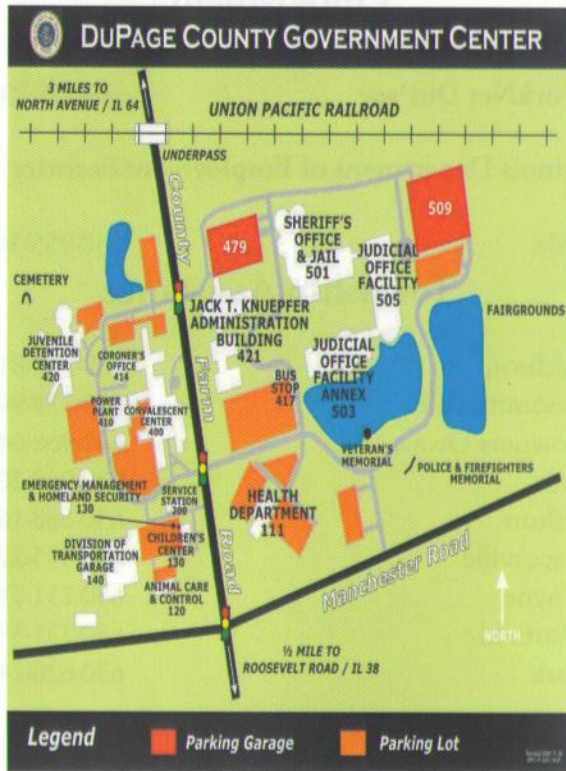 DUPAGE COUNTY GOVERNMENT CENTER
3 MILES TO
NORTH AVENUE / IL 64
UNION PACIFIC RAILROAD
UNDERPASS
County
Farm
Road
509
479
SHERIFF'S
OFFICE
& JAIL
501
JUDICIAL
OFFICE
FACILITY
505
CEMETERY
FAIRGROUNDS
JACK T. KNUEPFER
ADMINISTRATION
BUILDING
421
JUVENILE
DETENTION
CENTER
420
CORONER'S
OFFICE
414
JUDICIAL
OFFICE
FACILITY
ANNEX
503
BUS
STOP
417
POWER
PLANT
410
CONVALESCENT
CENTER
400
VETERAN'S
MEMORIAL
POLICE & FIREFIGHTERS
MEMORIAL
EMERGENCY MANAGEMENT
& HOMELAND SECURITY
130
SERVICE
STATION
200
HEALTH
DEPARTMENT
111
CHILDREN'S
CENTER
130
DIVISION OF
TRANSPORTATION
GARAGE
140
ANIMAL CARE
& CONTROL
120
Manchester Road
NORTH
½ MILE TO
ROOSEVELT ROAD / IL 38
Legend
Parking Garage
Parking Lot